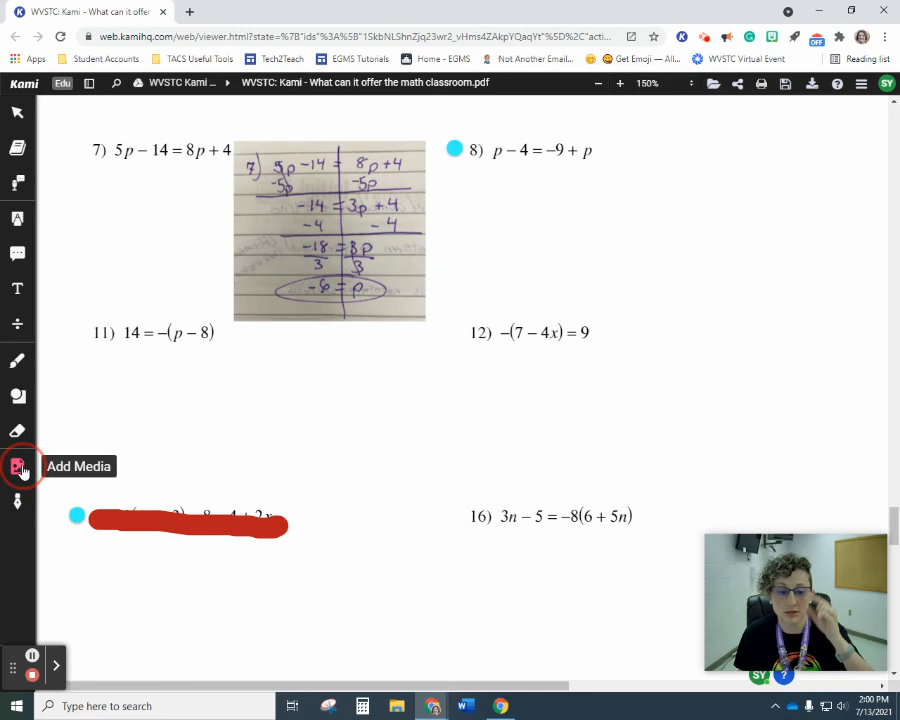 WVSTC: Kami - What can it offer
web.kamihq.com/web/viewer.html?state=%7B"ids"%3A%5B"1SkbNLShnZjq23wr2_vHms4ZAkpYQaqYt"%5D%2C"acti...
Apps Student Accounts TACS Useful Tools Tech2Teach EGMS Tutorials Home - EGMS Not Another Email... Get Emoji — All... WVSTC Virtual Event Reading list
OFF
Kami Edu WVSTC Kami ... > WVSTC: Kami - What can it offer the math classroom.pdf 150% SY
7) 5p − 14 = 8p + 4
7) 5p -14 = 8p +4
-5p -5p
-14 = 3p + 4
-4 - 4
-18 = 3p
3 3
-6 = p
8) p − 4 = −9 + p
11) 14 = −(p − 8)
12) −(7 − 4x) = 9
Add Media
16) 3n − 5 = −8(6 + 5n)
SY ?
Type here to search
2:00 PM
7/13/2021